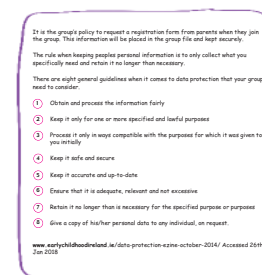 It is the group's policy to request a registration form from parents when they join
the group. This information will be placed in the group file and kept securely.
The rule when keeping peoples personal information is to only collect what you
specifically need and retain it no longer than necessary.
There are eight general guidelines when it comes to data protection that your group
need to consider.
1 Obtain and process the information fairly
2 Keep it only for one or more specified and lawful purposes
3 Process it only in ways compatible with the purposes for which it was given to
you initially
4 Keep it safe and secure
5 Keep it accurate and up-to-date
6 Ensure that it is adequate, relevant and not excessive
7 Retain it no longer than is necessary for the specified purpose or purposes
8 Give a copy of his/her personal data to any individual, on request.
www.earlychildhoodireland.ie/data-protection-ezine-october-2014/ Accessed 26th
Jan 2018